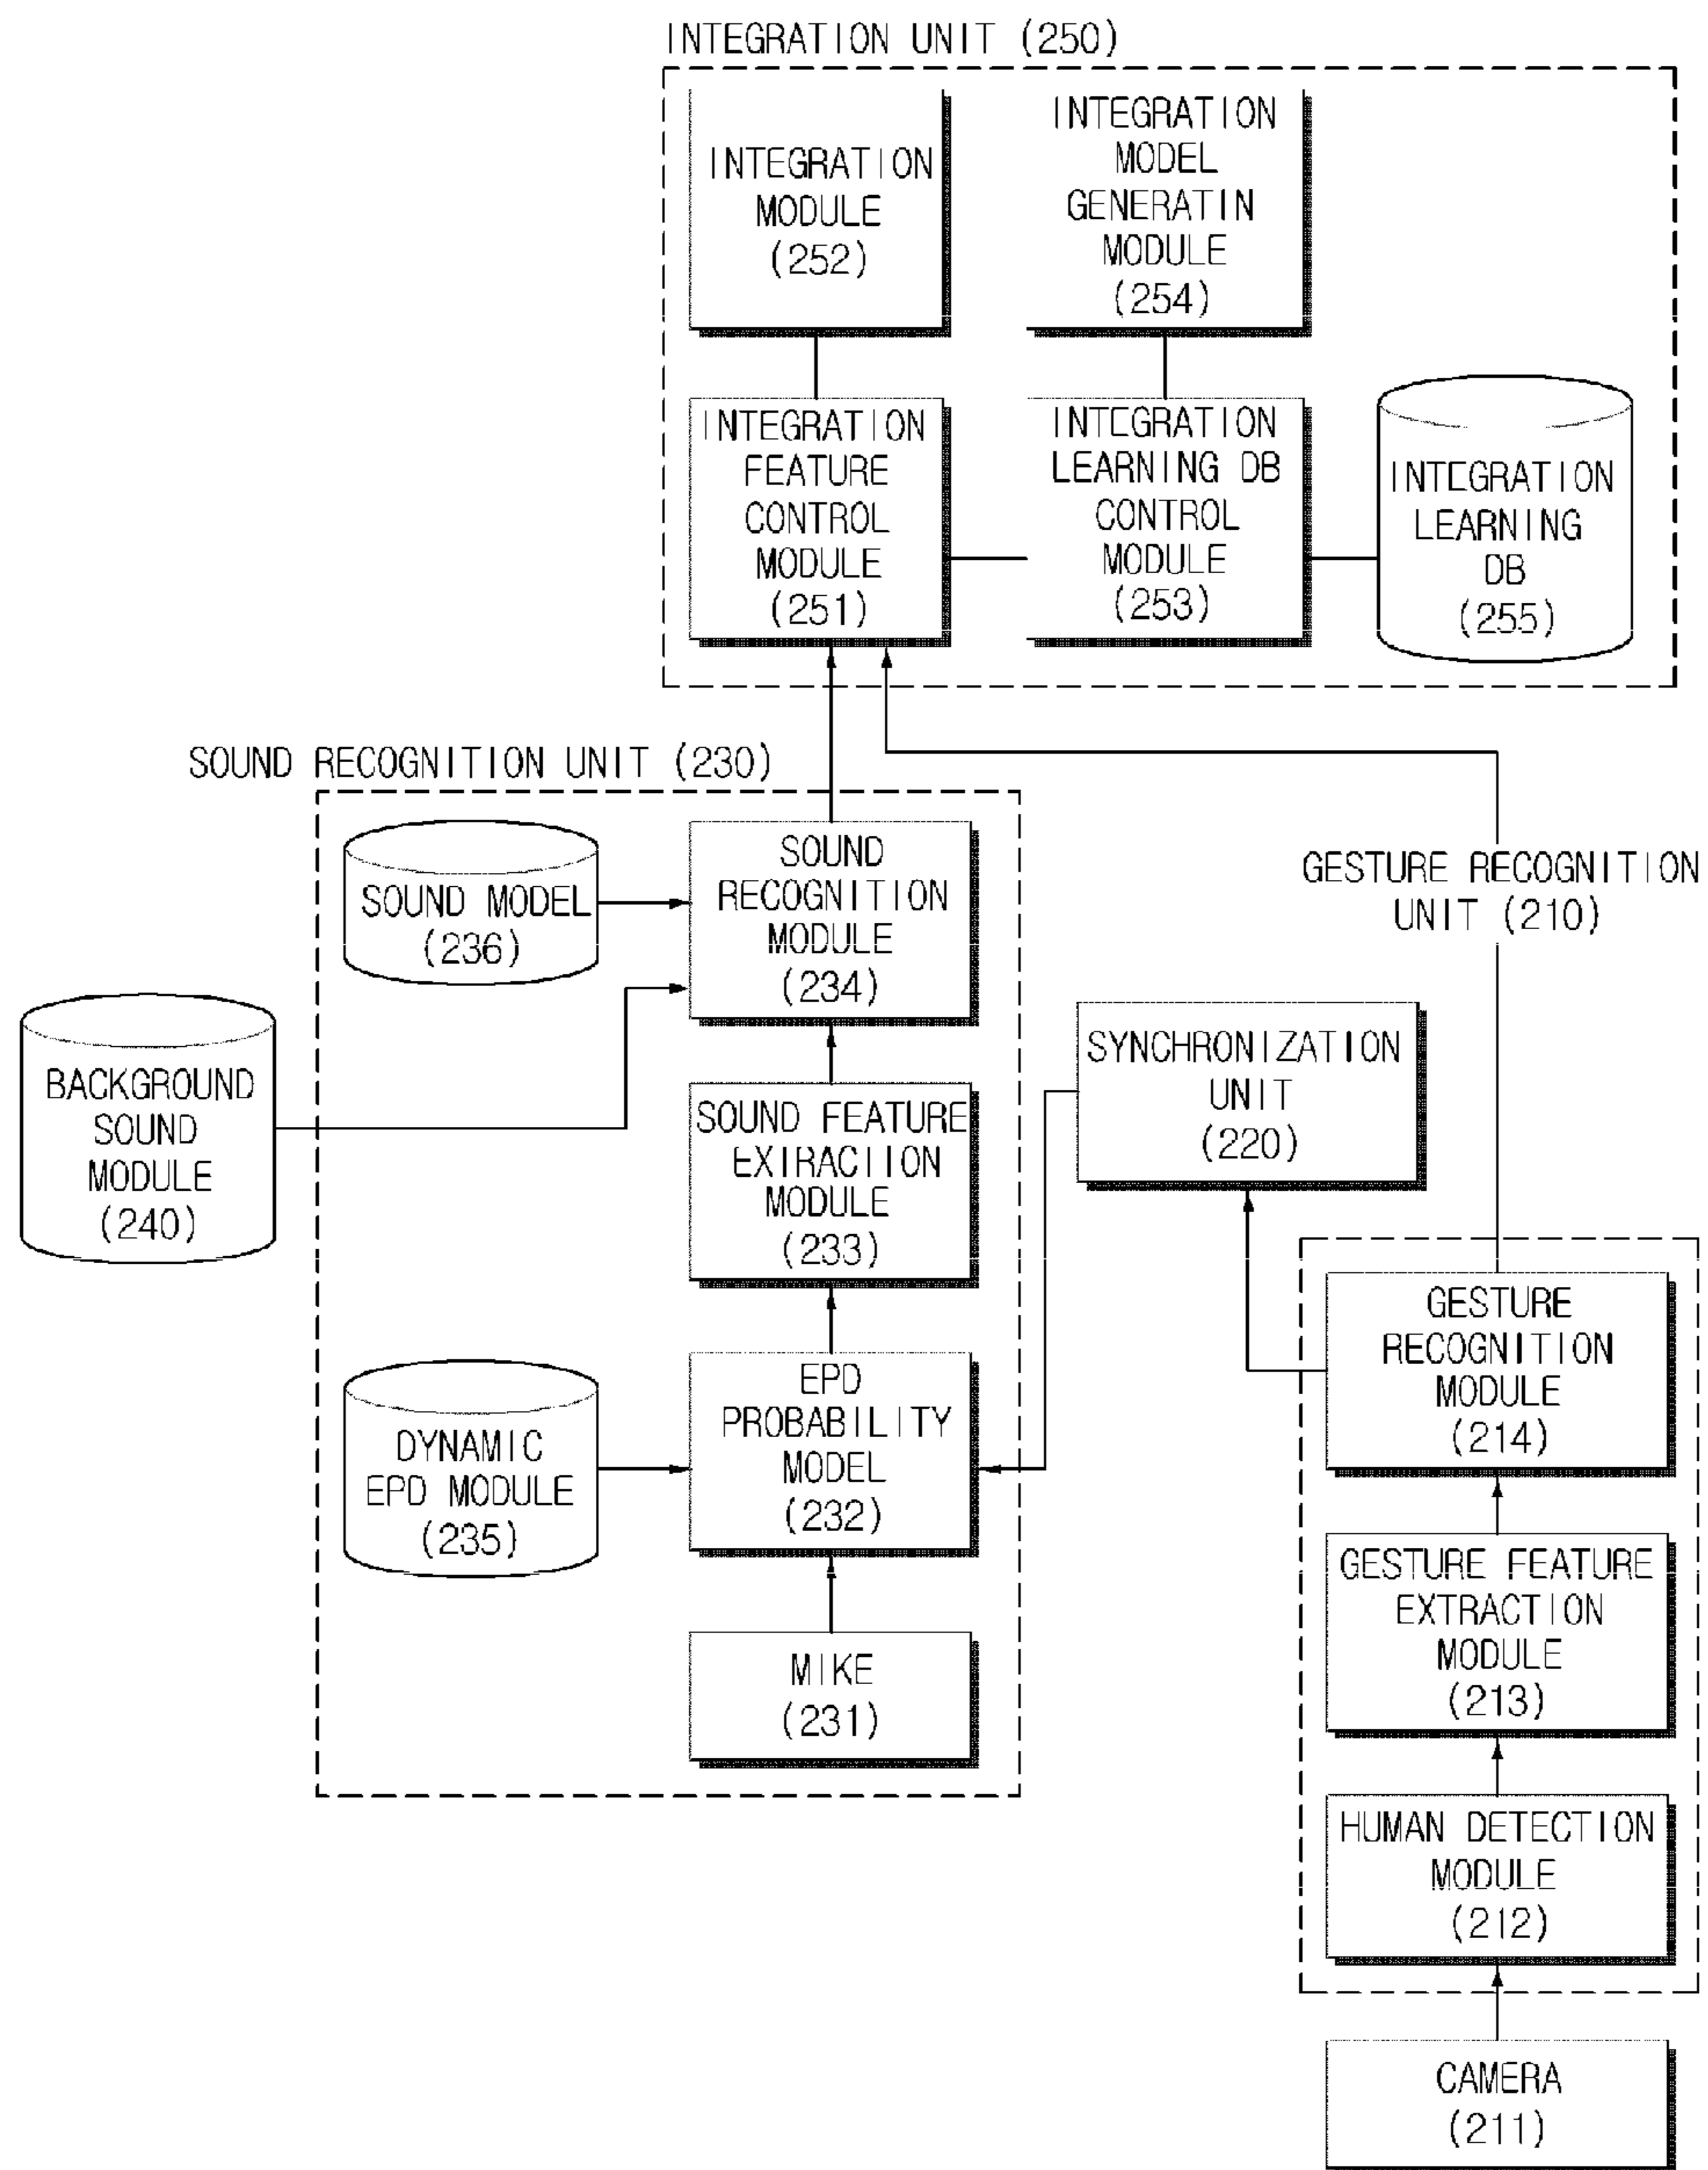 INTEGRATION UNIT (250)
INTEGRATION
MODULE
(252)
INTEGRATION
MODEL
GENERATIN
MODULE
(254)
INTEGRATION
FEATURE
CONTROL
MODULE
(251)
INTEGRATION
LEARNING DB
CONTROL
MODULE
(253)
INTEGRATION
LEARNING
DB
(255)
SOUND RECOGNITION UNIT (230)
SOUND MODEL
(236)
SOUND
RECOGNITION
MODULE
(234)
GESTURE RECOGNITION
UNIT (210)
BACKGROUND
SOUND
MODULE
(240)
SOUND FEATURE
EXIRACIION
MODULE
(233)
SYNCHRONIZATION
UNIT
(220)
DYNAMIC
EPD MODULE
(235)
EPD
PROBABILITY
MODEL
(232)
MIKE
(231)
GESTURE
RECOGNITION
MODULE
(214)
GESTURE FEATURE
EXTRACTION
MODULE
(213)
HUMAN DETECTION
MODULE
(212)
CAMERA
(211)